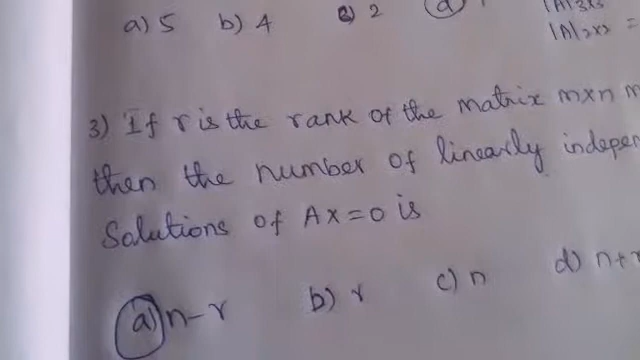 a) 5 b) 4 c) 2 d)
|A|3x3
|A|2x2 =
3) If r is the rank of the matrix mxn
then the number of linearly
Solutions of AX=0 is
a) n-r b) r c) n d) n+r